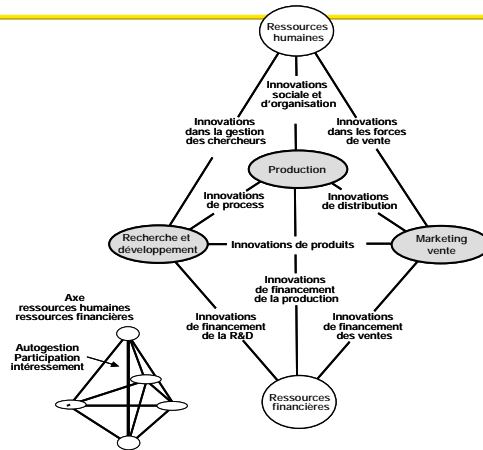 Ressources
humaines
Innovations
sociale et
d'organisation
Innovations
dans la gestion
des chercheurs
Innovations
dans les forces
de vente
Production
Innovations
de process
Innovations
de distribution
Recherche et
développement
Innovations de produits
Marketing
vente
Innovations
de financement
de la production
Axe
ressources humaines
ressources financières
Innovations
de financement
de la R&D
Innovations
de financement
des ventes
Autogestion
Participation
intéressement
Ressources
financières